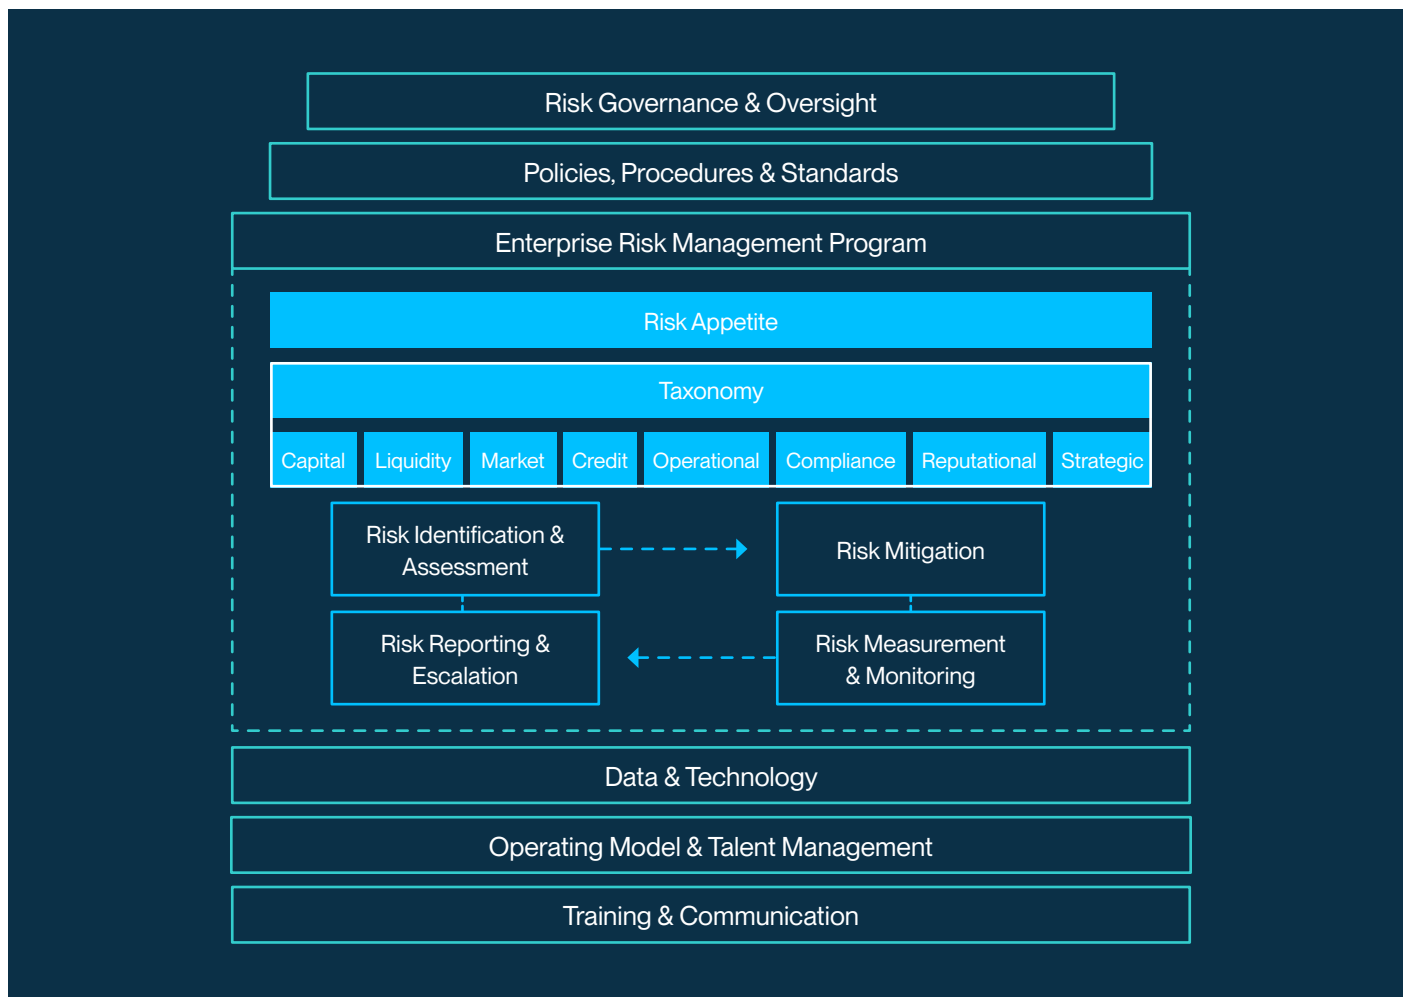 Risk Governance & Oversight
Policies, Procedures & Standards
Enterprise Risk Management Program
Risk Appetite
Taxonomy
Capital
Liquidity
Market
Credit
Operational
Compliance
Reputational
Strategic
Risk Identification &
Assessment
Risk Mitigation
Risk Reporting &
Escalation
Risk Measurement
& Monitoring
Data & Technology
Operating Model & Talent Management
Training & Communication